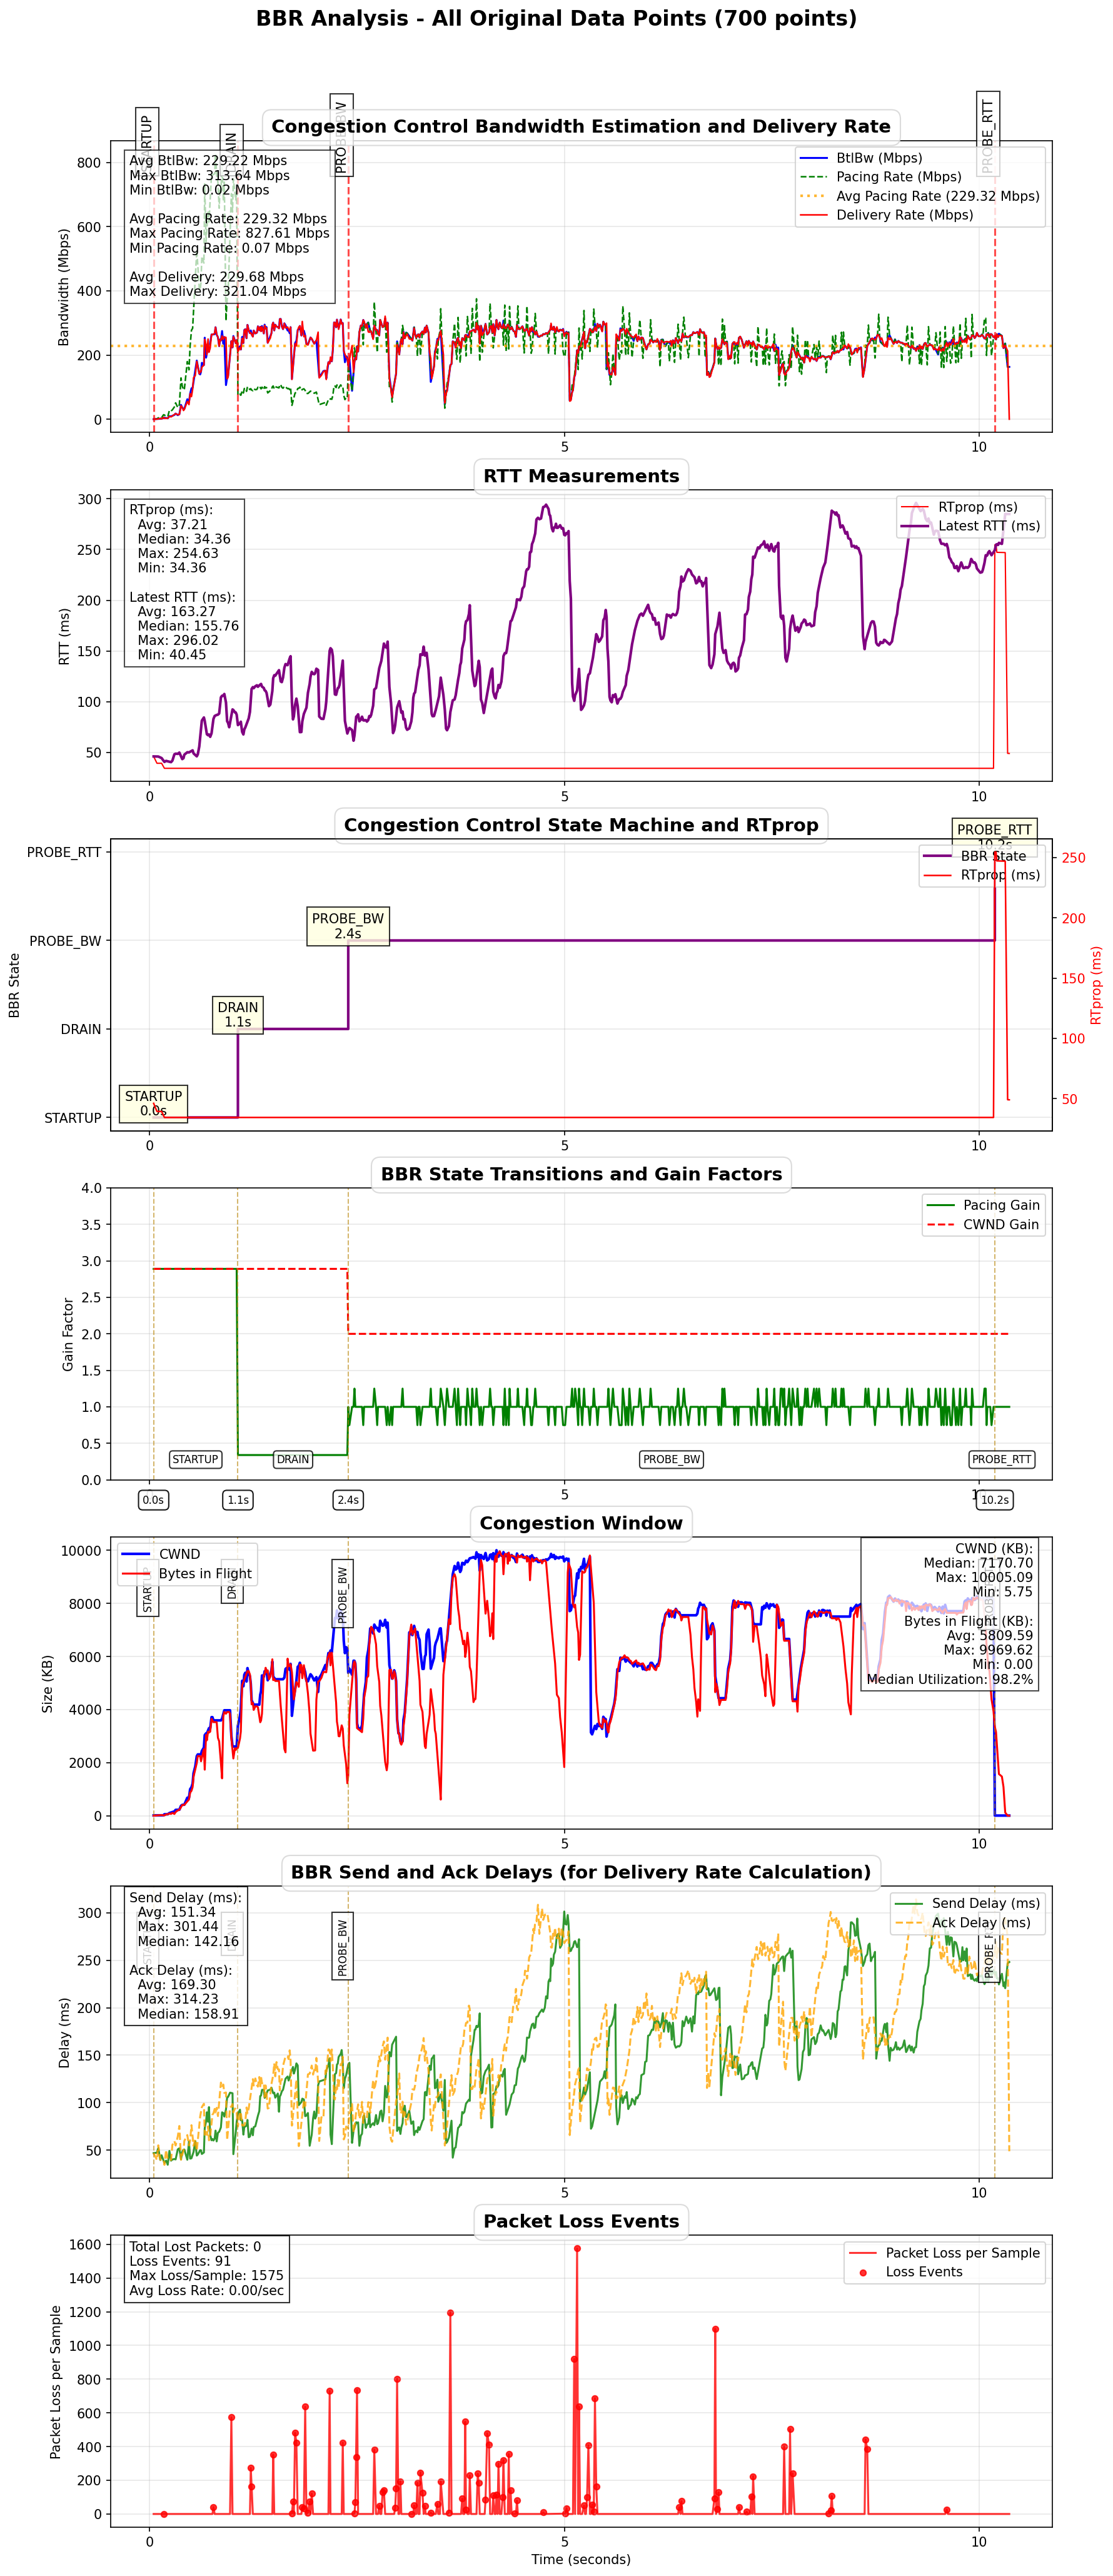 BBR Analysis - All Original Data Points (700 points)
STARTUP
DRAIN
PROBE_BW
PROBE_RTT
Congestion Control Bandwidth Estimation and Delivery Rate
Avg BtlBw: 229.22 Mbps
Max BtlBw: 313.64 Mbps
Min BtlBw: 0.02 Mbps
Avg Pacing Rate: 229.32 Mbps
Max Pacing Rate: 827.61 Mbps
Min Pacing Rate: 0.07 Mbps
Avg Delivery: 229.68 Mbps
Max Delivery: 321.04 Mbps
BtlBw (Mbps)
Pacing Rate (Mbps)
Avg Pacing Rate (229.32 Mbps)
Delivery Rate (Mbps)
Bandwidth (Mbps)
800
600
400
200
0
0 5 10
RTT Measurements
RTprop (ms):
Avg: 37.21
Median: 34.36
Max: 254.63
Min: 34.36
Latest RTT (ms):
Avg: 163.27
Median: 155.76
Max: 296.02
Min: 40.45
RTprop (ms)
Latest RTT (ms)
RTT (ms)
300
250
200
150
100
50
0 5 10
Congestion Control State Machine and RTprop
PROBE_RTT
10.2s
BBR State
RTprop (ms)
PROBE_BW
2.4s
DRAIN
1.1s
STARTUP
0.0s
BBR State
PROBE_RTT
PROBE_BW
DRAIN
STARTUP
RTprop (ms)
250
200
150
100
50
0 5 10
BBR State Transitions and Gain Factors
Pacing Gain
CWND Gain
Gain Factor
4.0
3.5
3.0
2.5
2.0
1.5
1.0
0.5
0.0
STARTUP
DRAIN
PROBE_BW
PROBE_RTT
0 5 10
0.0s
1.1s
2.4s
10.2s
Congestion Window
CWND
Bytes in Flight
STARTUP
DRAIN
PROBE_BW
CWND (KB):
Median: 7170.70
Max: 10005.09
Min: 5.75
Bytes in Flight (KB):
Avg: 5809.59
Max: 9969.62
Min: 0.00
Median Utilization: 98.2%
Size (KB)
10000
8000
6000
4000
2000
0
0 5 10
BBR Send and Ack Delays (for Delivery Rate Calculation)
Send Delay (ms):
Avg: 151.34
Max: 301.44
Median: 142.16
Ack Delay (ms):
Avg: 169.30
Max: 314.23
Median: 158.91
DRAIN
PROBE_BW
Send Delay (ms)
Ack Delay (ms)
Delay (ms)
300
250
200
150
100
50
0 5 10
Packet Loss Events
Total Lost Packets: 0
Loss Events: 91
Max Loss/Sample: 1575
Avg Loss Rate: 0.00/sec
Packet Loss per Sample
Loss Events
Packet Loss per Sample
1600
1400
1200
1000
800
600
400
200
0
0 5 10
Time (seconds)